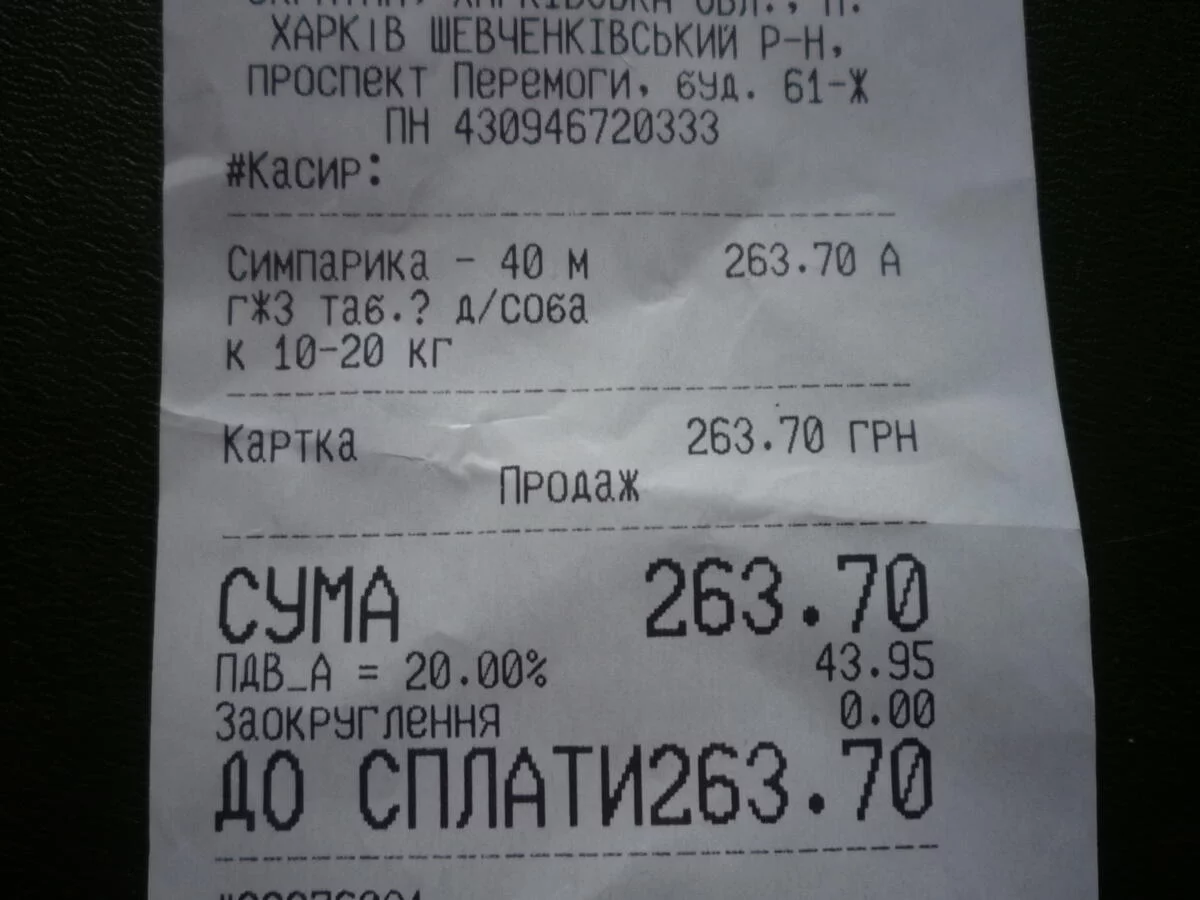 ХАРКІВ ШЕВЧЕНКІВСЬКИЙ Р-Н,
ПРОСПЕКТ Перемоги, буд. 61-Ж
ПН 430946720333
#Касир:
Симпарика - 40 м 263.70 А
г*3 таб.? д/соба
к 10-20 кг
Картка 263.70 ГРН
Продаж
СУМА 263.70
ПДВ_А = 20.00% 43.95
Заокруглення 0.00
ДО СПЛАТИ263.70